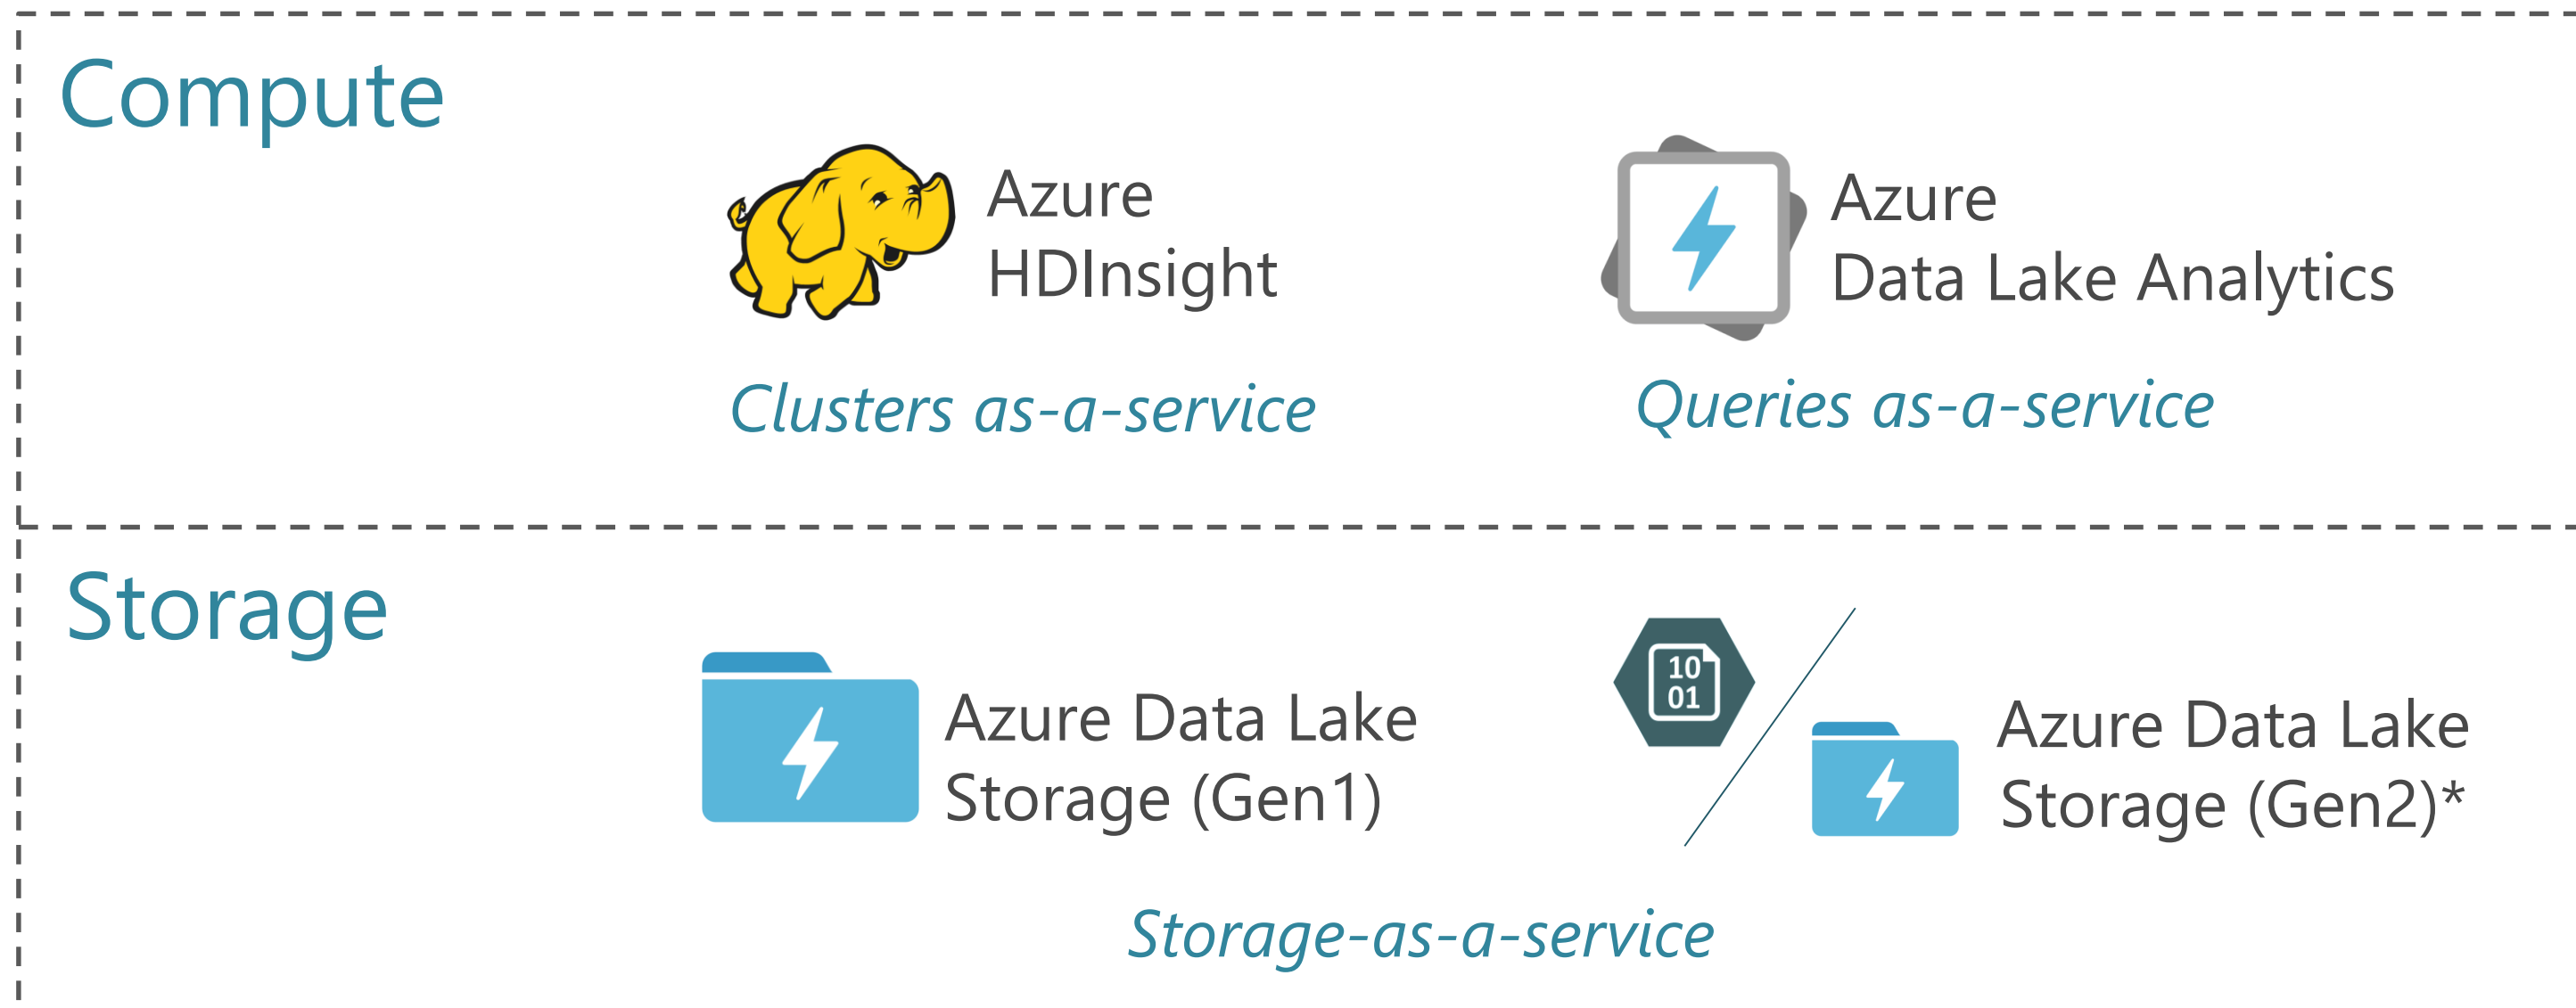 Compute
Azure
HDInsight
Clusters as-a-service
Azure
Data Lake Analytics
Queries as-a-service
Storage
Azure Data Lake
Storage (Gen1)
10
01
Azure Data Lake
Storage (Gen2)*
Storage-as-a-service